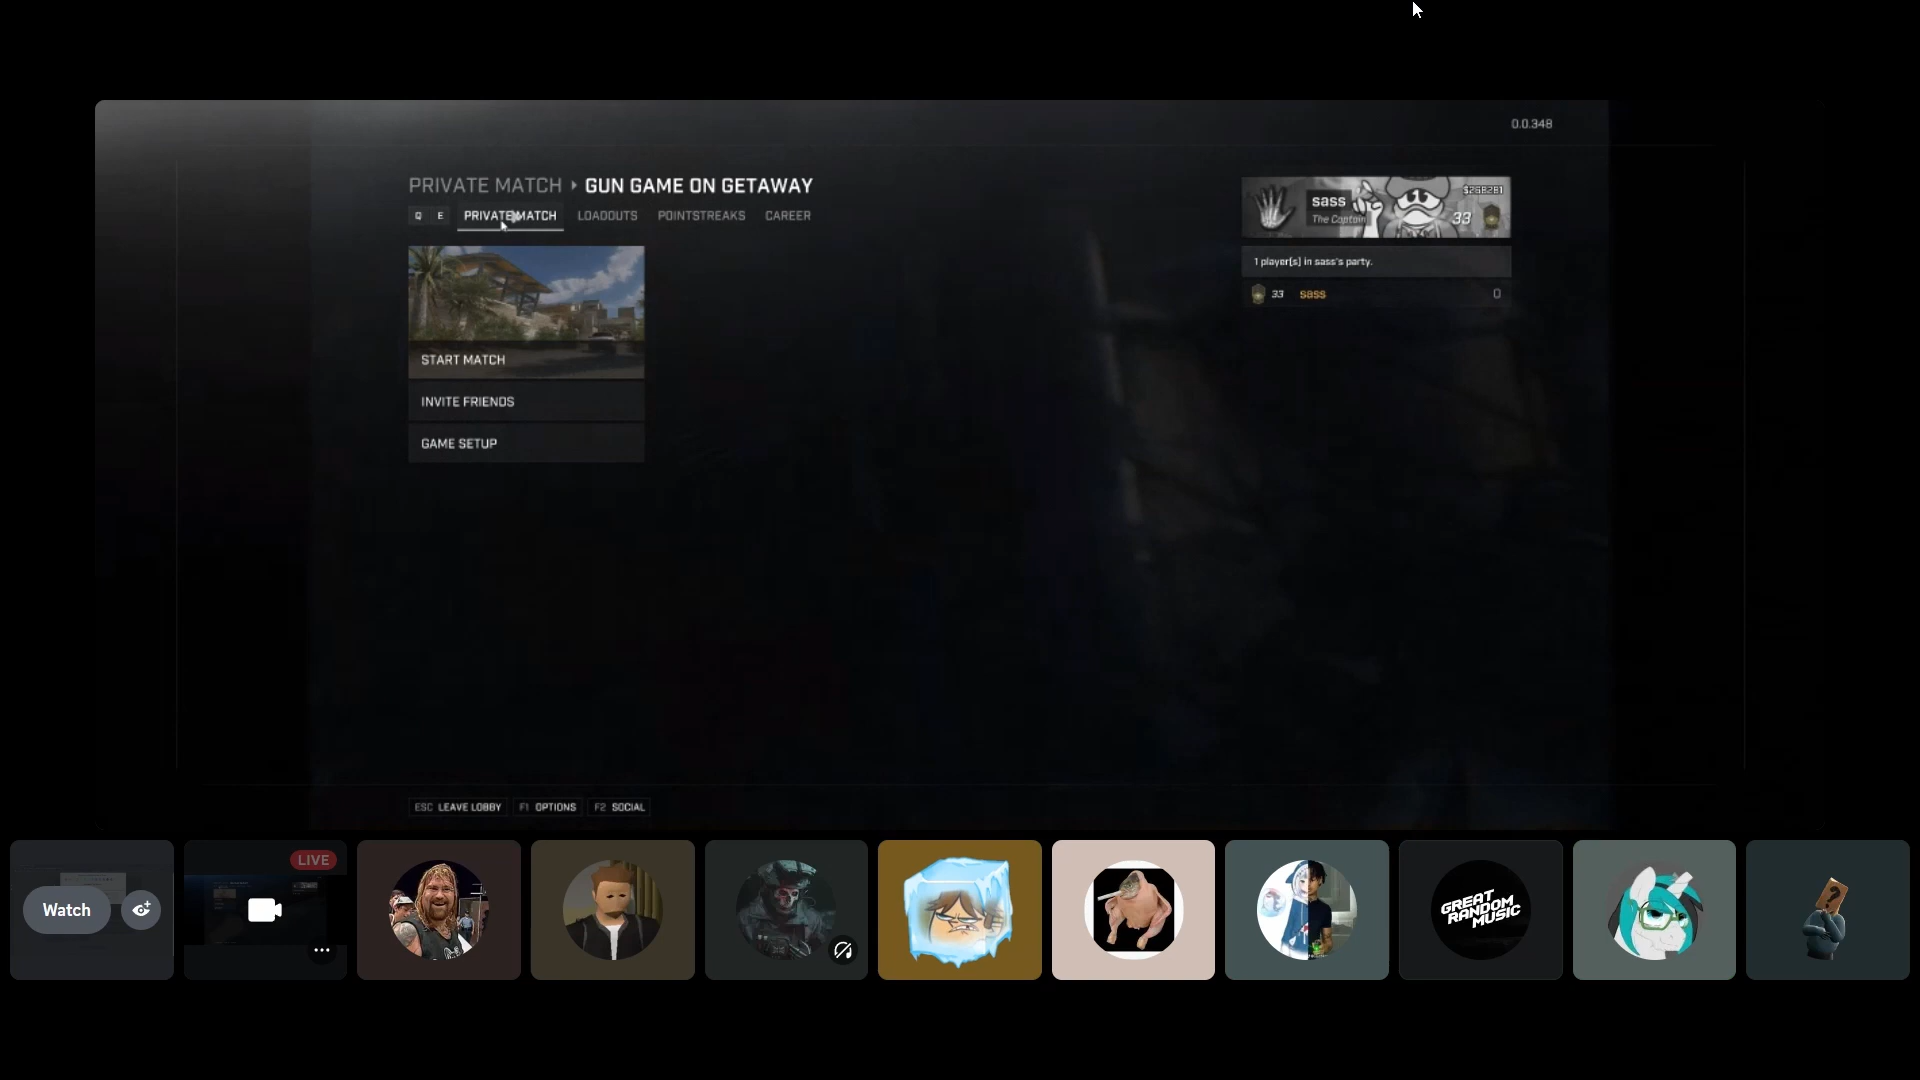 0.0.348
PRIVATE MATCH GUN GAME ON GETAWAY
Q E PRIVATE MATCH LOADOUTS POINTSTREAKS CAREER
$268281
sass
The Captain
33
1 player(s) in sass's party.
33 sass 0
START MATCH
INVITE FRIENDS
GAME SETUP
ESC LEAVE LOBBY F1 OPTIONS F2 SOCIAL
LIVE
Watch
GREAT
RANDOM
MUSIC
?